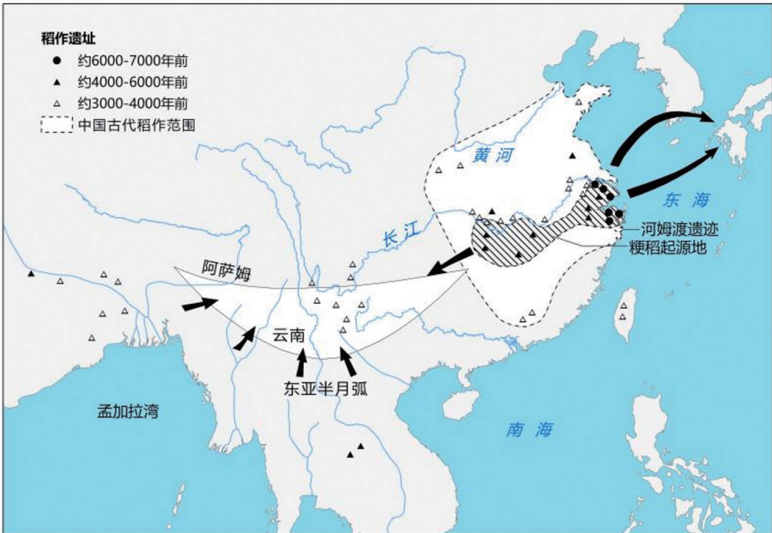 稻作遗址
约6000-7000年前
约4000-6000年前
约3000-4000年前
中国古代稻作范围
黄河
东海
长江
河姆渡遗迹
粳稻起源地
阿萨姆
云南
东亚半月弧
孟加拉湾
南海